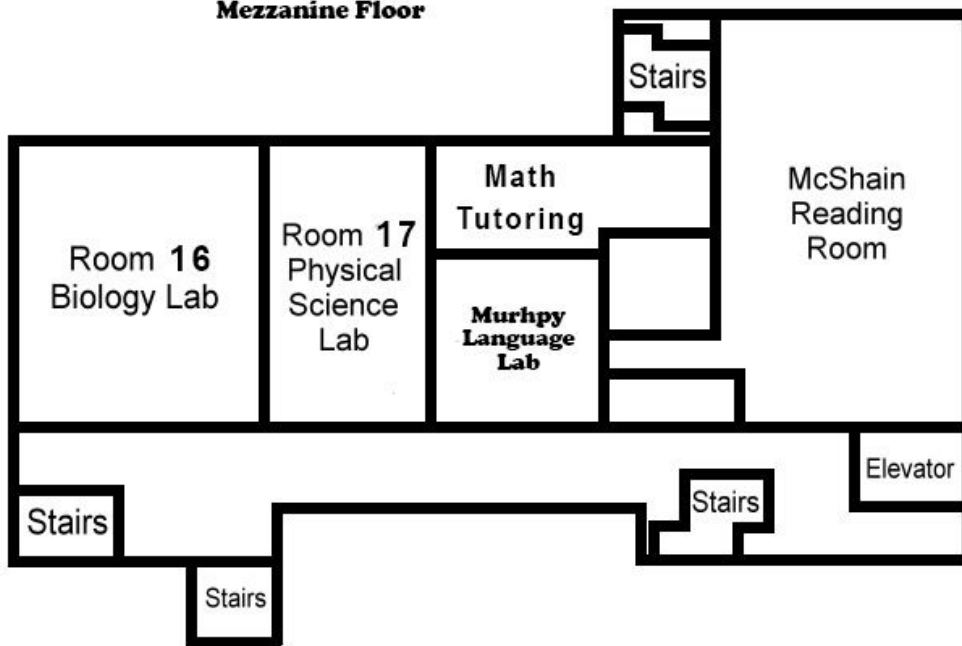 Mezzanine Floor
Stairs
McShain
Reading
Room
Math
Tutoring
Room 16
Biology Lab
Room 17
Physical
Science
Lab
Murhpy
Language
Lab
Elevator
Stairs
Stairs
Stairs